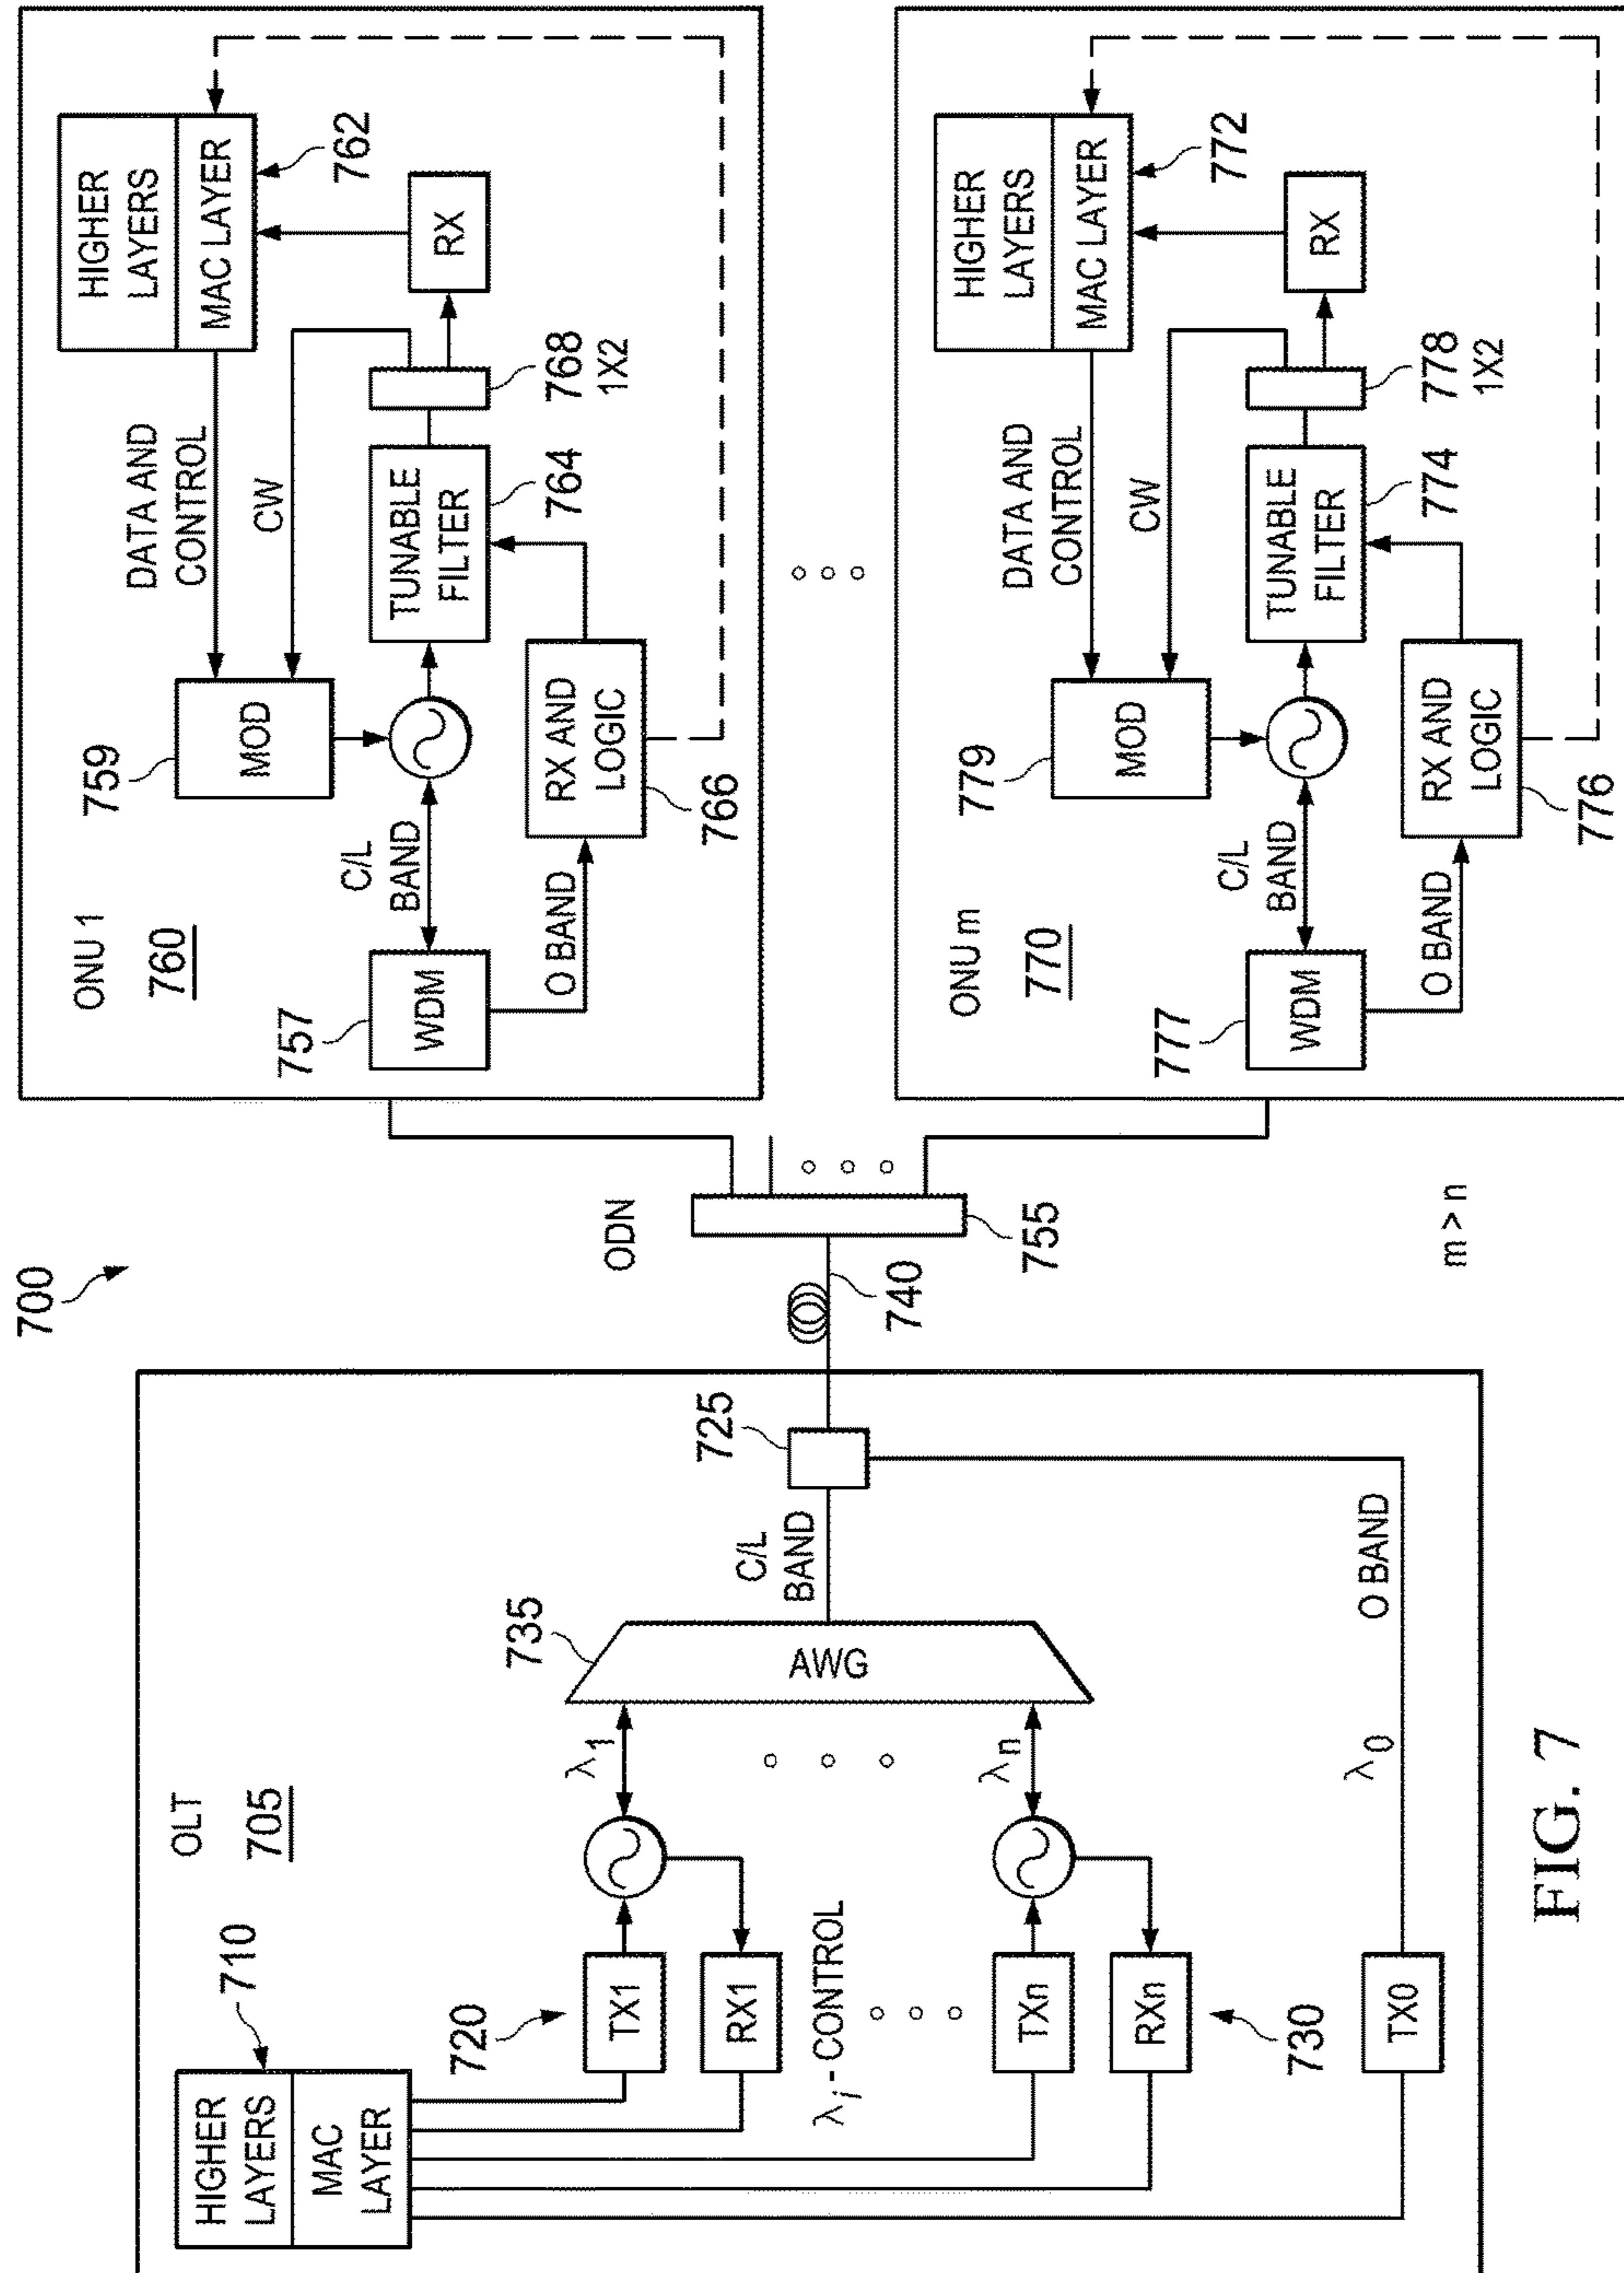 700
OLT
705
710
HIGHER
LAYERS
MAC
LAYER
720
TX1
RX1
λi - CONTROL
TXn
RXn
730
TX0
λ1
λn
λ0
735
AWG
C/L
BAND
O BAND
725
740
ODN
755
m > n
ONU 1
760
757
WDM
C/L
BAND
O BAND
759
MOD
RX AND
LOGIC
766
DATA AND
CONTROL
CW
TUNABLE
FILTER
764
768
1X2
HIGHER
LAYERS
MAC LAYER
762
RX
ONU m
770
777
WDM
C/L
BAND
O BAND
779
MOD
RX AND
LOGIC
776
DATA AND
CONTROL
CW
TUNABLE
FILTER
774
778
1X2
HIGHER
LAYERS
MAC LAYER
772
RX
FIG. 7